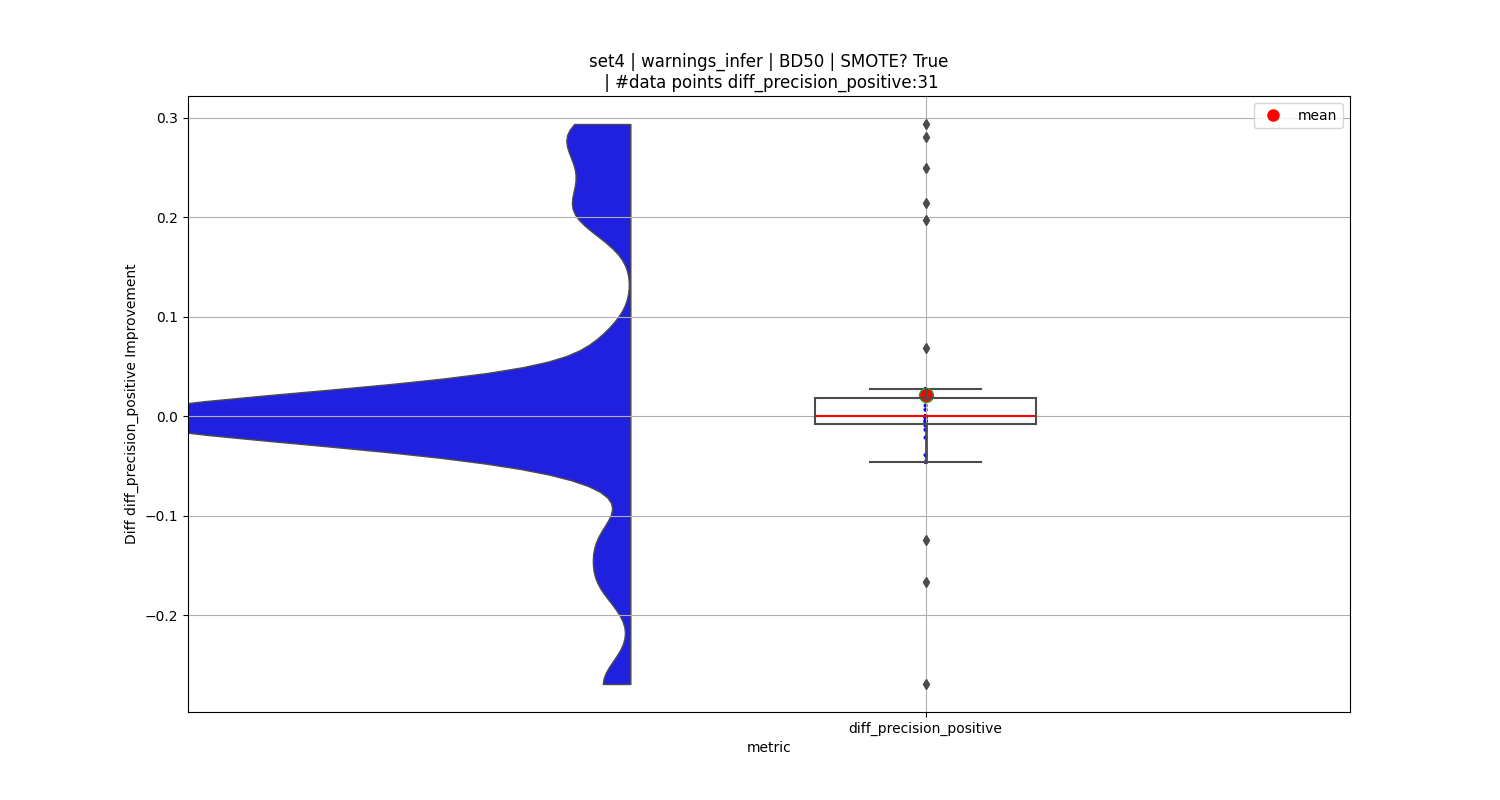 set4 | warnings_infer | BD50 | SMOTE? True
| #data points diff_precision_positive:31
mean
0.3
0.2
0.1
0.0
−0.1
−0.2
Diff diff_precision_positive Improvement
diff_precision_positive
metric